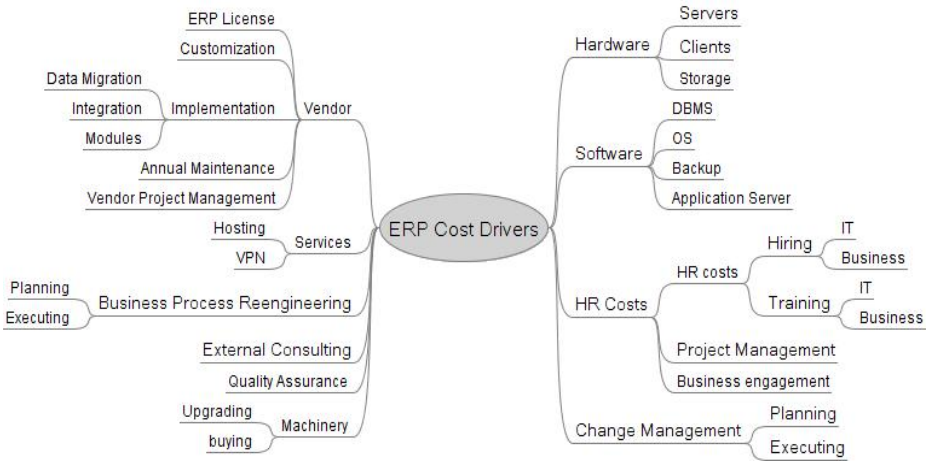 ERP License
Customization
Data Migration
Integration
Modules
Implementation
Vendor
Annual Maintenance
Vendor Project Management
Hosting
VPN
Services
Planning
Executing
Business Process Reengineering
External Consulting
Quality Assurance
Upgrading
buying
Machinery
ERP Cost Drivers
Hardware
Servers
Clients
Storage
Software
DBMS
OS
Backup
Application Server
HR Costs
HR costs
Hiring
IT
Business
Training
IT
Business
Project Management
Business engagement
Change Management
Planning
Executing